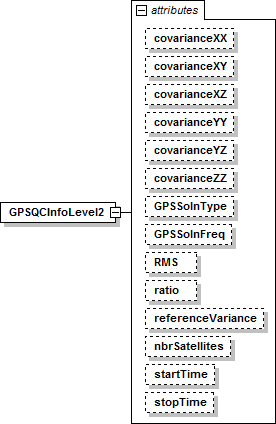 attributes
covarianceXX
covarianceXY
covarianceXZ
covarianceYY
covarianceYZ
covarianceZZ
GPSQCInfoLevel2
GPSSolnType
GPSSolnFreq
RMS
ratio
referenceVariance
nbrSatellites
startTime
stopTime